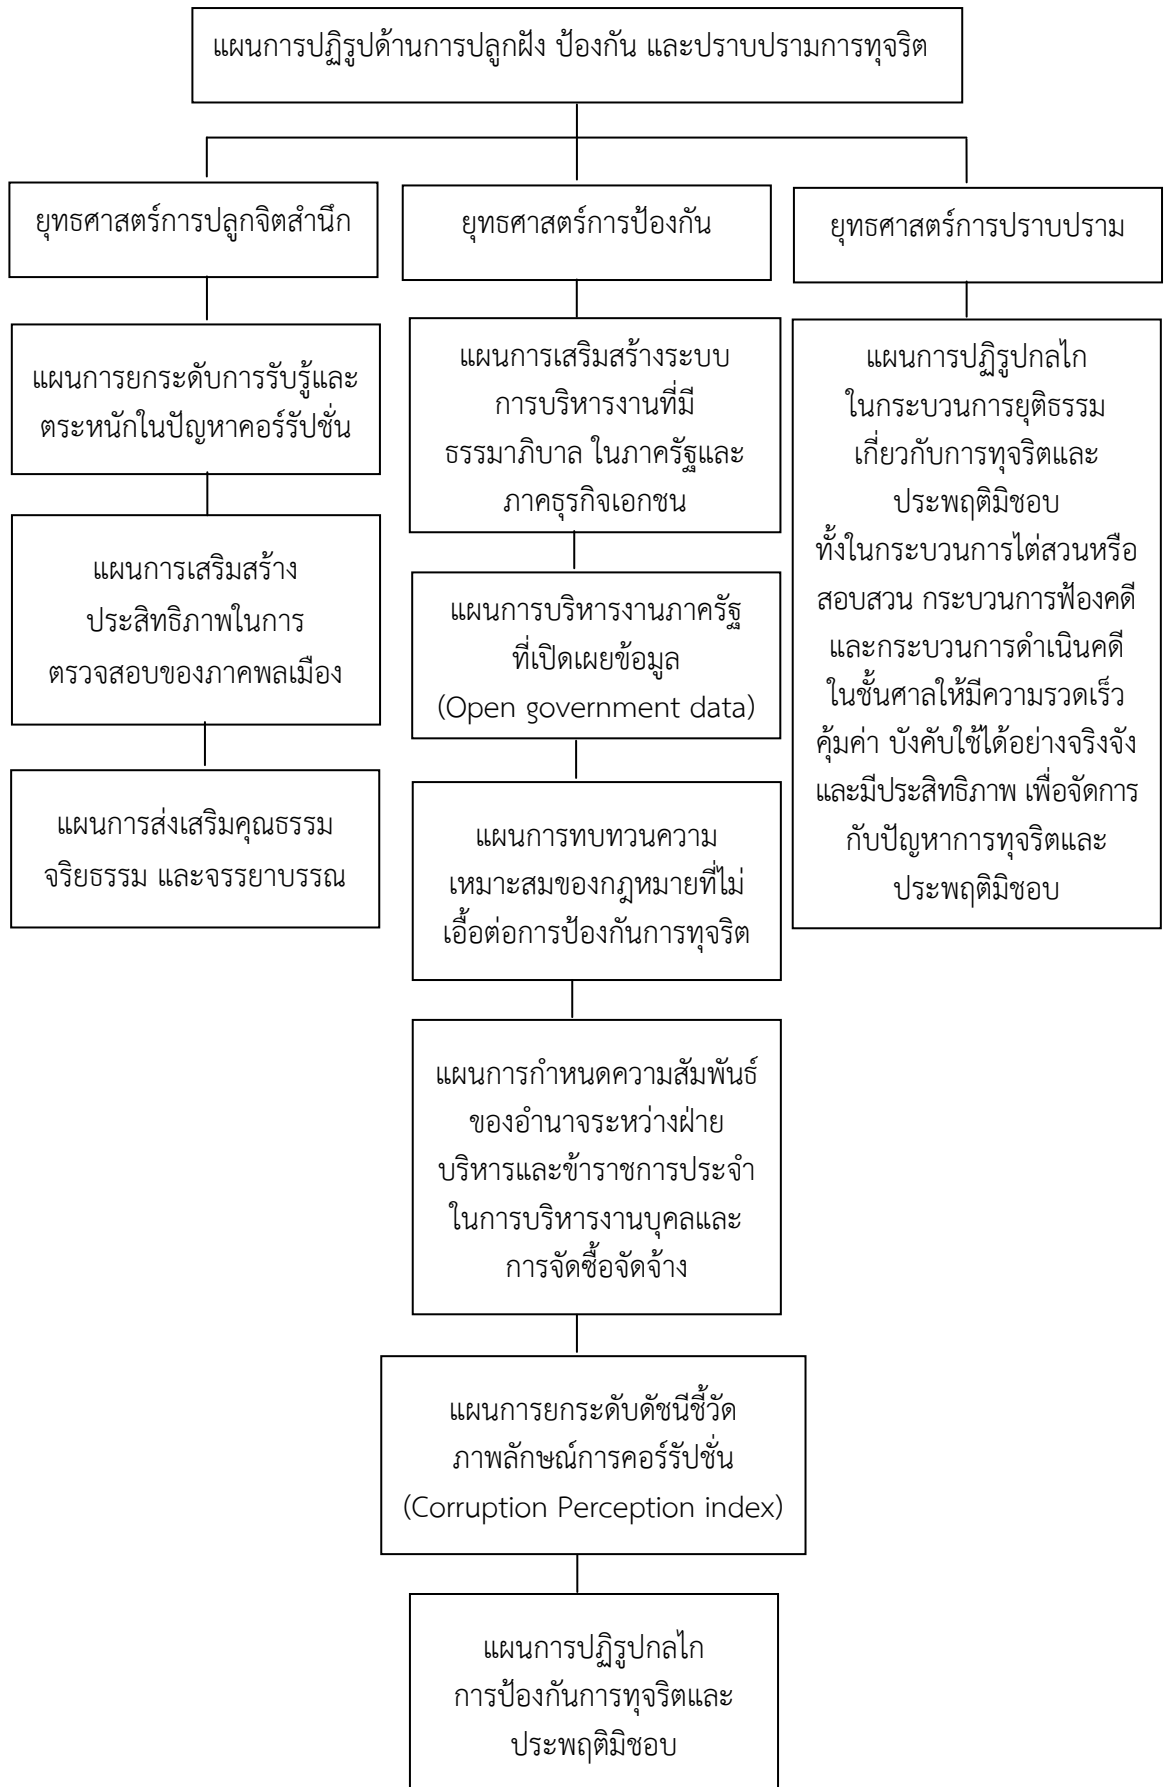 แผนการปฏิรูปด้านการปลูกฝัง ป้องกัน และปราบปรามการทุจริต
ยุทธศาสตร์การปลูกจิตสำนึก
แผนการยกระดับการรับรู้และ
ตระหนักในปัญหาคอร์รัปชั่น
แผนการเสริมสร้าง
ประสิทธิภาพในการ
ตรวจสอบของภาคพลเมือง
แผนการส่งเสริมคุณธรรม
จริยธรรม และจรรยาบรรณ
ยุทธศาสตร์การป้องกัน
แผนการเสริมสร้างระบบ
การบริหารงานที่มี
ธรรมาภิบาล ในภาครัฐและ
ภาคธุรกิจเอกชน
แผนการบริหารงานภาครัฐ
ที่เปิดเผยข้อมูล
(Open government data)
แผนการทบทวนความ
เหมาะสมของกฎหมายที่ไม่
เอื้อต่อการป้องกันการทุจริต
แผนการกำหนดความสัมพันธ์
ของอำนาจระหว่างฝ่าย
บริหารและข้าราชการประจำ
ในการบริหารงานบุคลและ
การจัดซื้อจัดจ้าง
แผนการยกระดับดัชนีชี้วัด
ภาพลักษณ์การคอร์รัปชั่น
(Corruption Perception index)
แผนการปฏิรูปกลไก
การป้องกันการทุจริตและ
ประพฤติมิชอบ
ยุทธศาสตร์การปราบปราม
แผนการปฏิรูปกลไก
ในกระบวนการยุติธรรม
เกี่ยวกับการทุจริตและ
ประพฤติมิชอบ
ทั้งในกระบวนการไต่สวนหรือ
สอบสวน กระบวนการฟ้องคดี
และกระบวนการดำเนินคดี
ในชั้นศาลให้มีความรวดเร็ว
คุ้มค่า บังคับใช้ได้อย่างจริงจัง
และมีประสิทธิภาพ เพื่อจัดการ
กับปัญหาการทุจริตและ
ประพฤติมิชอบ